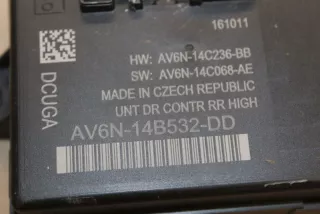 161011
HW: AV6N-14C236-BB
SW: AV6N-14C068-AE
MADE IN CZECH REPUBLIC
UNT DR CONTR RR HIGH
DCUGA
AV6N-14B532-DD